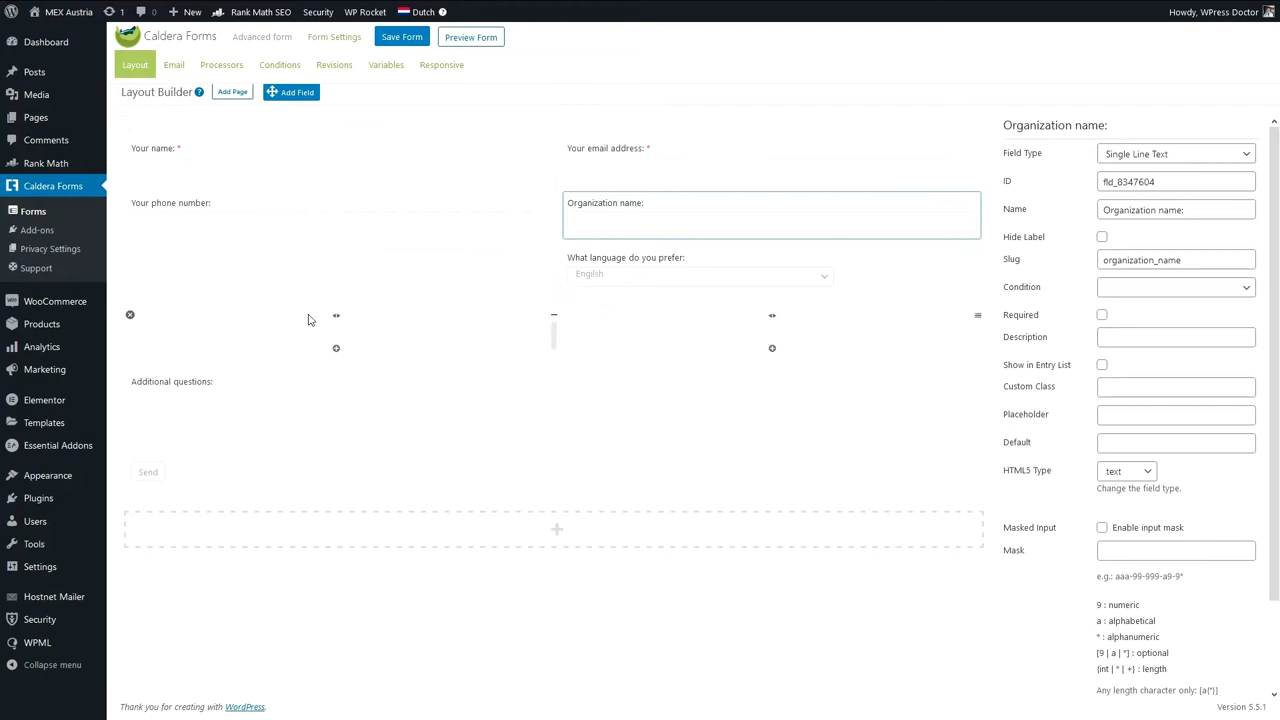 MEX Austria 1 0 New Rank Math SEO Security WP Rocket Dutch Howdy, WPress Doctor
Caldera Forms Advanced form Form Settings Save Form Preview Form
Layout Email Processors Conditions Revisions Variables Responsive
Layout Builder Add Page Add Field
Dashboard
Posts
Media
Pages
Comments
Rank Math
Caldera Forms
Forms
Add-ons
Privacy Settings
Support
WooCommerce
Products
Analytics
Marketing
Elementor
Templates
Essential Addons
Appearance
Plugins
Users
Tools
Settings
Hostnet Mailer
Security
WPML
Collapse menu
Your name: *
Your email address: *
Your phone number:
Organization name:
What language do you prefer:
Engilsh
Additional questions:
Send
Organization name:
Field Type Single Line Text
ID fld_8347604
Name Organization name:
Hide Label
Slug organization_name
Condition
Required
Description
Show in Entry List
Custom Class
Placeholder
Default
HTML5 Type text
Change the field type.
Masked Input Enable input mask
Mask
e.g.: aaa-99-999-a9-9*
9 : numeric
a : alphabetical
* : alphanumeric
[9 | a | *] : optional
{int | * | +} : length
Any length character only: [a{*}]
Thank you for creating with WordPress.
Version 5.5.1